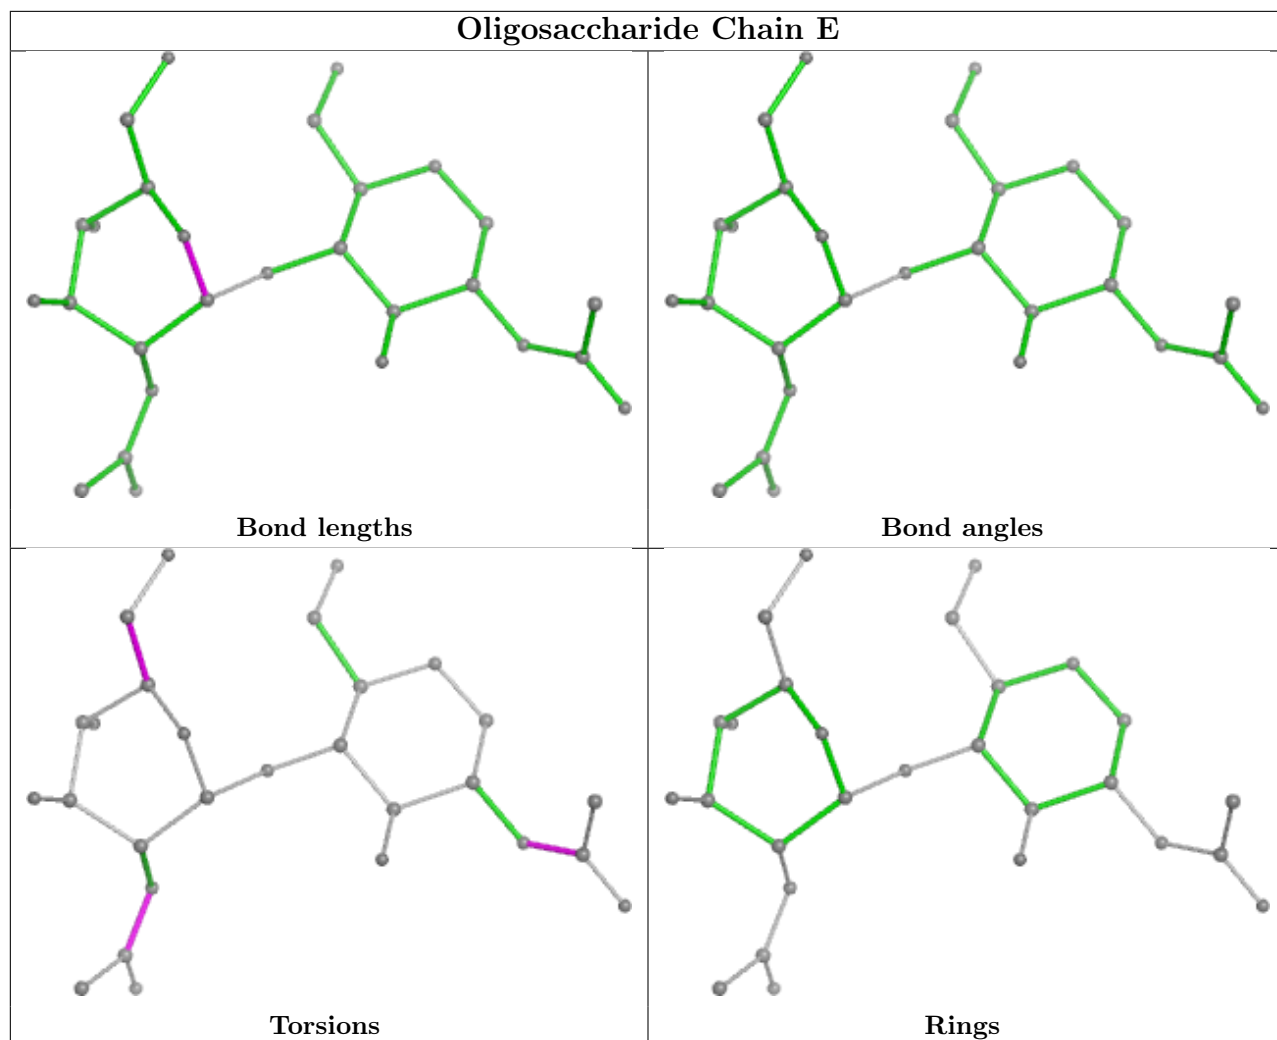 Oligosaccharide Chain E
Bond lengths
Bond angles
Torsions
Rings